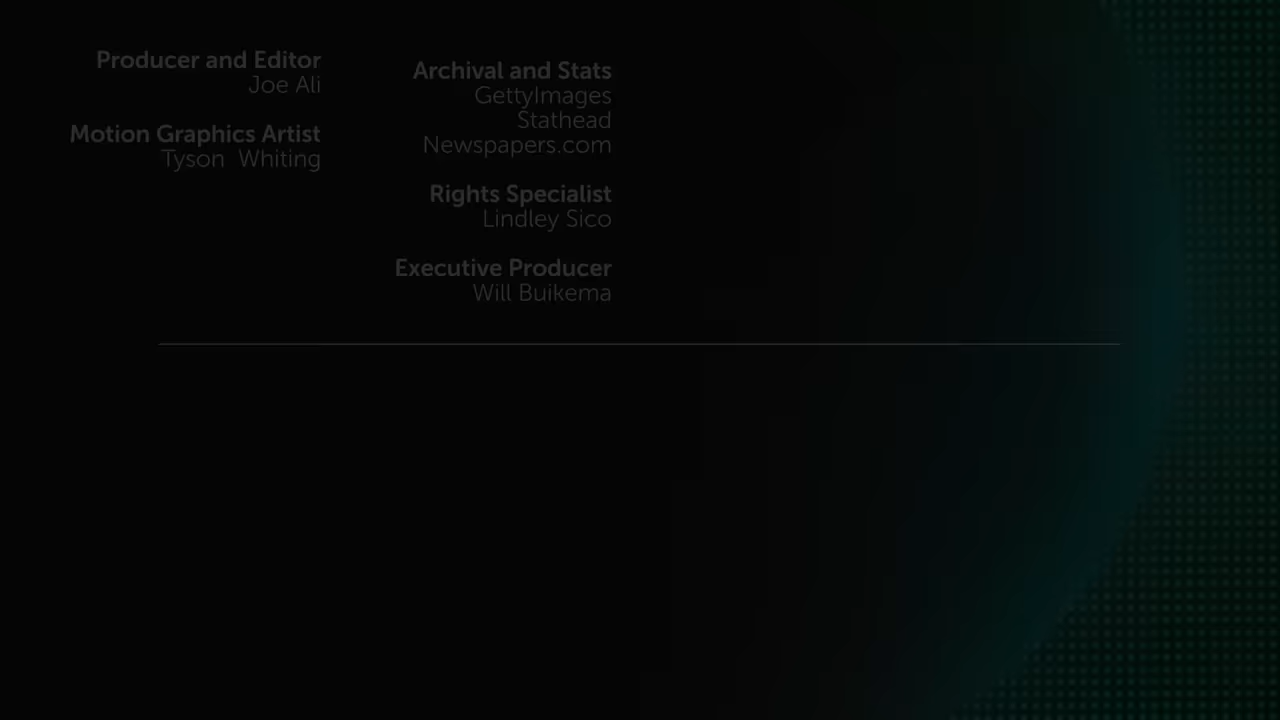 Producer and Editor
Joe Ali
Motion Graphics Artist
Tyson Whiting
Archival and Stats
GettyImages
Stathead
Newspapers.com
Rights Specialist
Lindley Sico
Executive Producer
Will Buikema